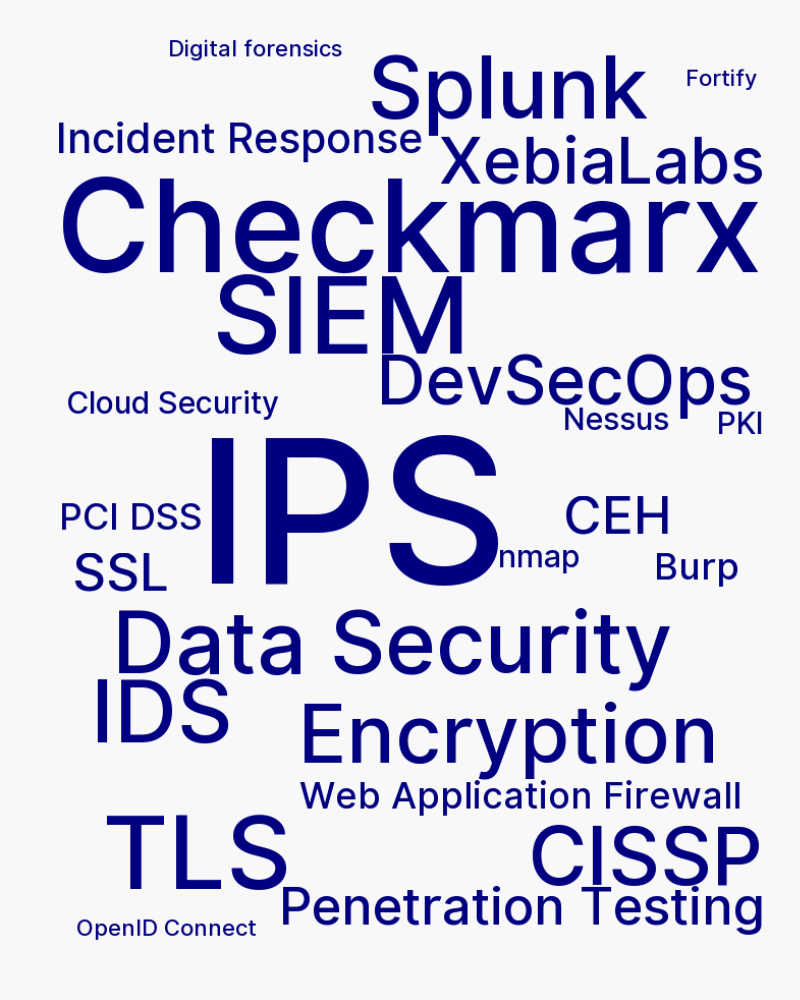 Digital forensics
Splunk
Fortify
Incident Response
XebiaLabs
Checkmarx
SIEM
DevSecOps
Cloud Security
Nessus
PKI
IPS
PCI DSS
CEH
nmap
SSL
Burp
Data Security
IDS
Encryption
Web Application Firewall
TLS
CISSP
Penetration Testing
OpenID Connect